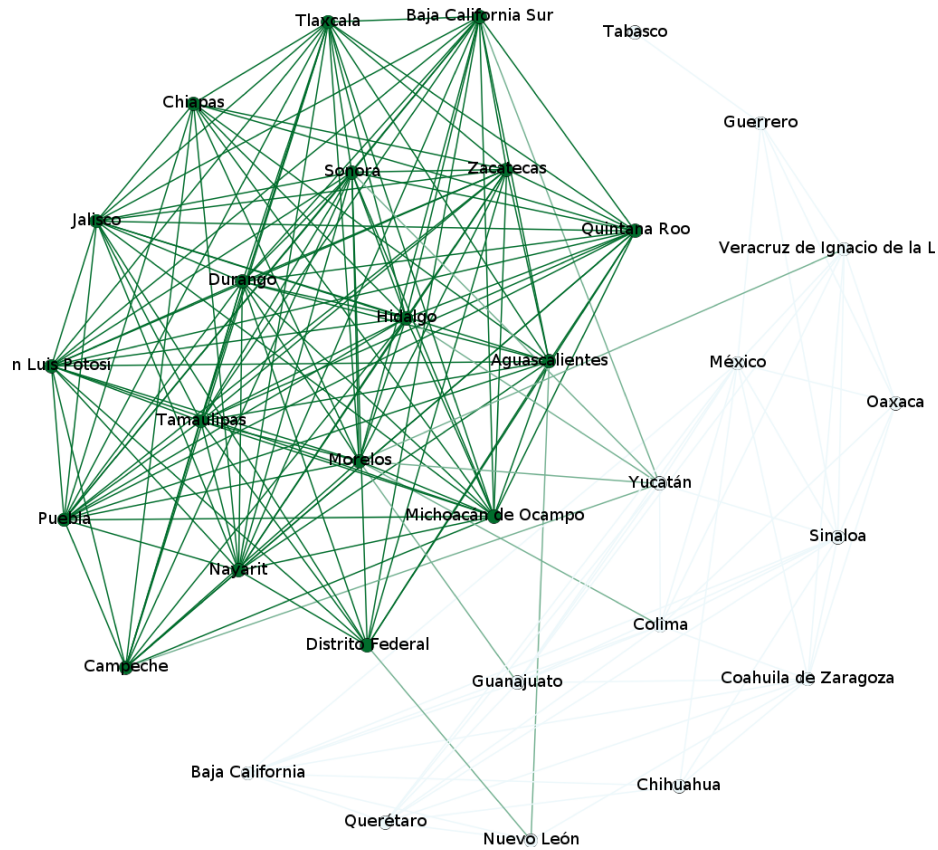 Baja California Sur
Tlaxcala
Tabasco
Chiapas
Guerrero
Zacatecas
Sonora
Jalisco
Quintana Roo
Veracruz de Ignacio de la L
Durango
Hidalgo
Aguascalientes
México
n Luis Potosí
Oaxaca
Tamaulipas
Morelos
Yucatán
Michoacán de Ocampo
Puebla
Sinaloa
Nayarit
Colima
Distrito Federal
Campeche
Guanajuato
Coahuila de Zaragoza
Baja California
Chihuahua
Querétaro
Nuevo León